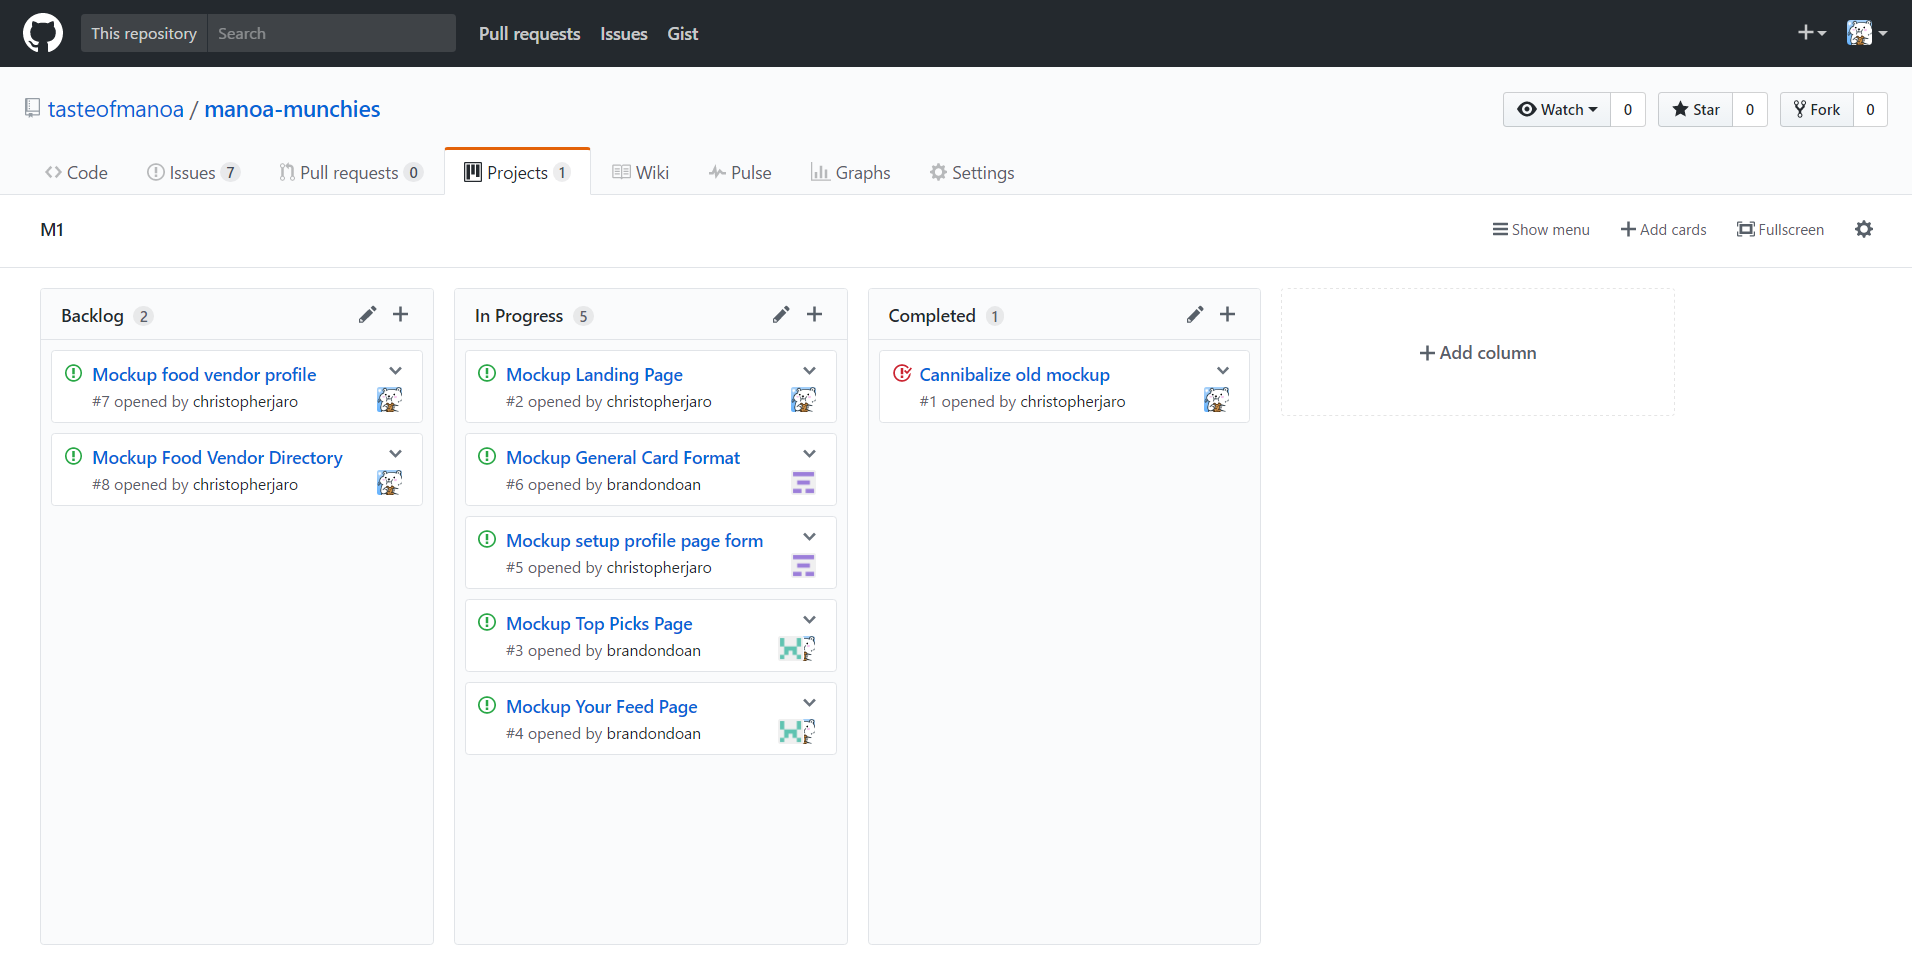 This repository Search Pull requests Issues Gist
tasteofmanoa / manoa-munchies
Watch 0 Star 0 Fork 0
Code Issues 7 Pull requests 0 Projects 1 Wiki Pulse Graphs Settings
M1
Show menu Add cards Fullscreen
Backlog 2
Mockup food vendor profile
#7 opened by christopherjaro
Mockup Food Vendor Directory
#8 opened by christopherjaro
In Progress 5
Mockup Landing Page
#2 opened by christopherjaro
Mockup General Card Format
#6 opened by brandondoan
Mockup setup profile page form
#5 opened by christopherjaro
Mockup Top Picks Page
#3 opened by brandondoan
Mockup Your Feed Page
#4 opened by brandondoan
Completed 1
Cannibalize old mockup
#1 opened by christopherjaro
Add column